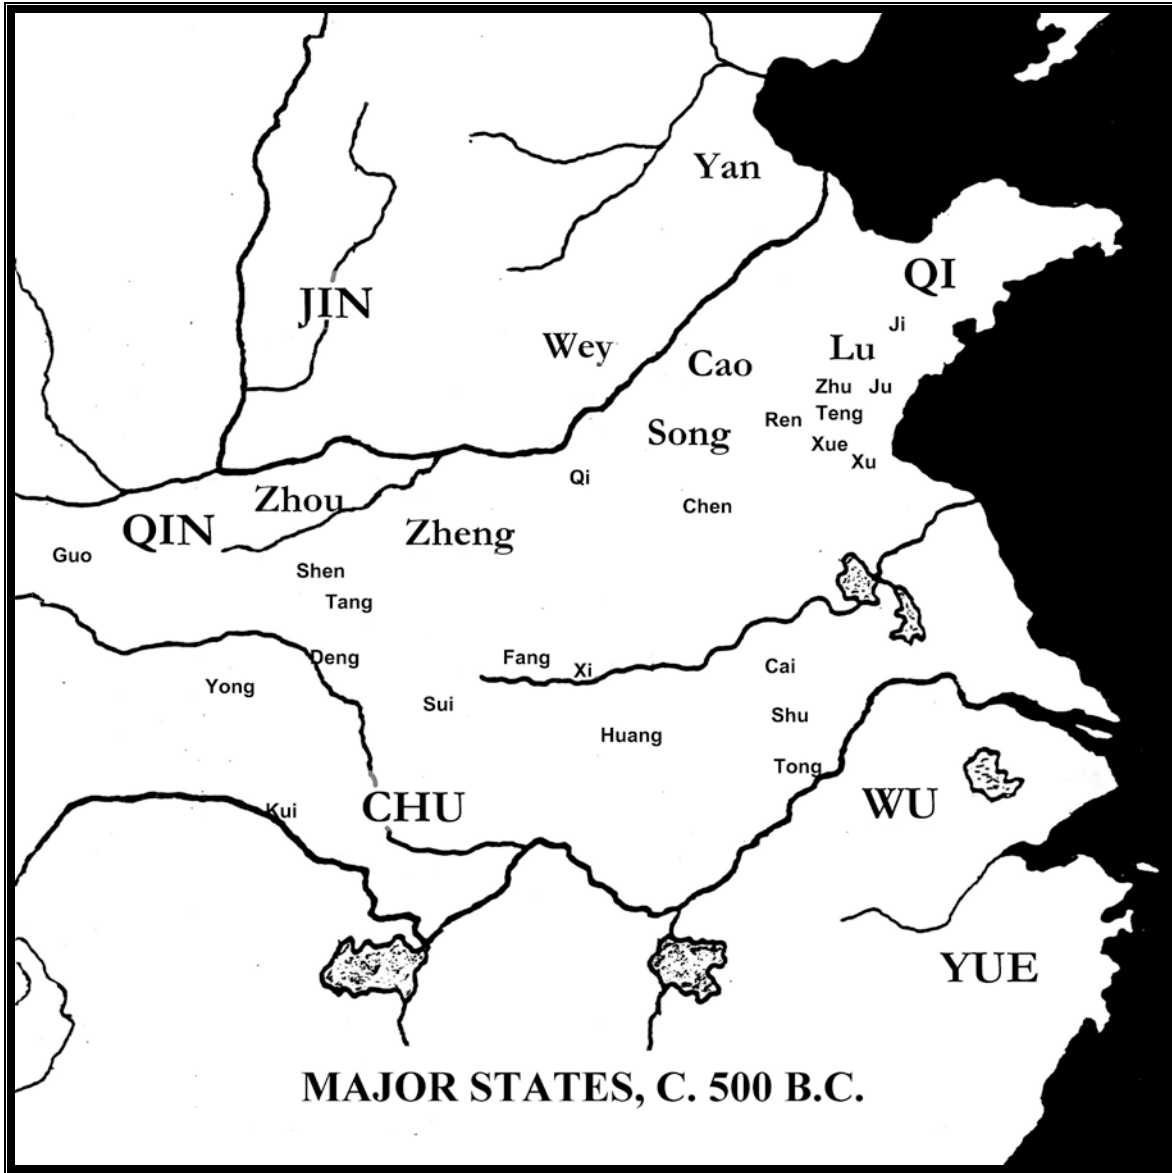 Yan
QI
JIN
Ji
Wey
Lu
Cao
Zhu Ju
Ren Teng
Song
Xue
Xu
Qi
Zhou
Chen
QIN
Zheng
Guo
Shen
Tang
Deng
Fang
Xi
Cai
Yong
Sui
Shu
Huang
Tong
CHU
WU
Kui
YUE
MAJOR STATES, C. 500 B.C.